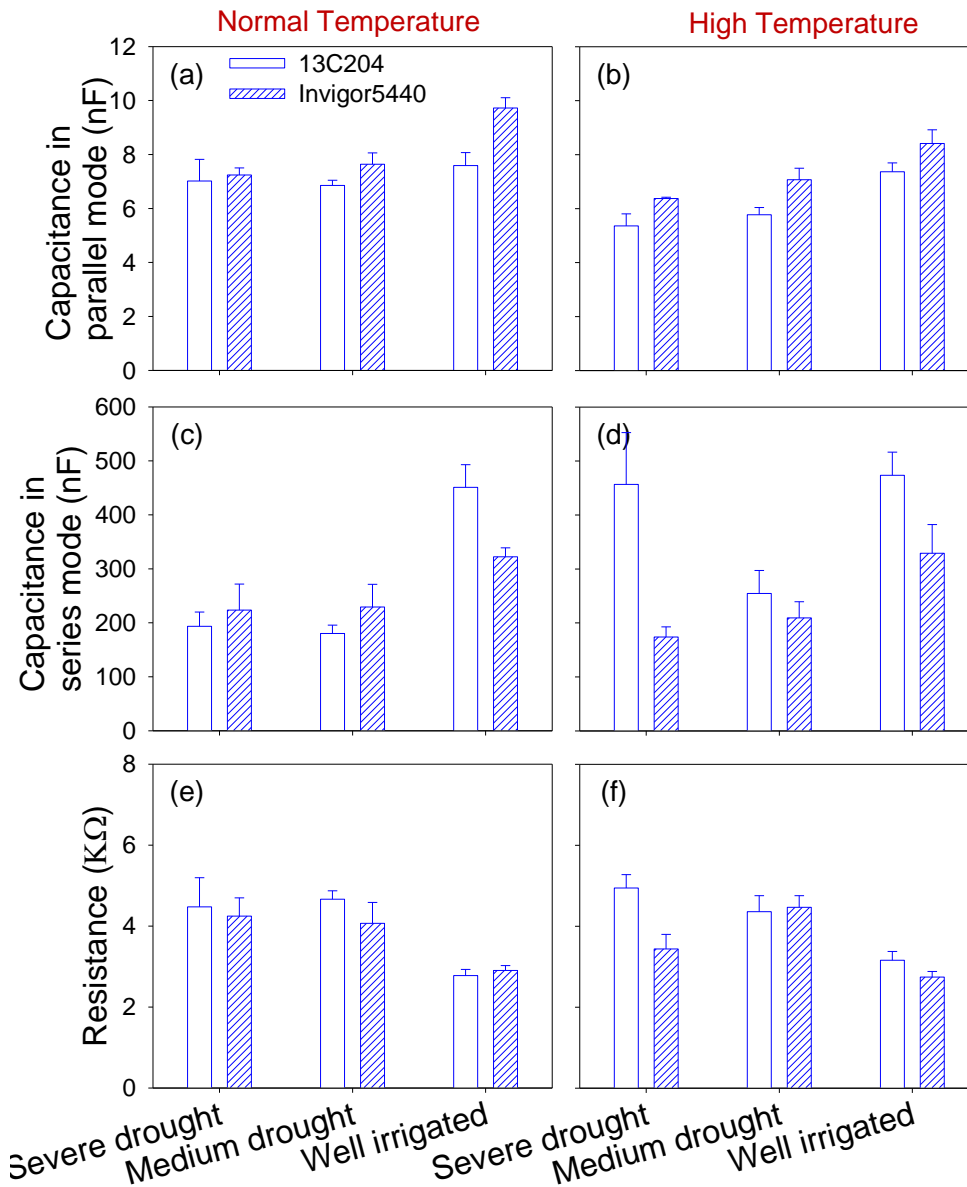 Normal Temperature
High Temperature
Capacitance in
parallel mode (nF)
12
10
8
6
4
2
0
(a)
13C204
Invigor5440
(b)
Capacitance in
series mode (nF)
600
500
400
300
200
100
0
(c)
(d)
Resistance (KΩ)
8
6
4
2
0
(e)
(f)
Severe drought
Medium drought
Well irrigated
Severe drought
Medium drought
Well irrigated